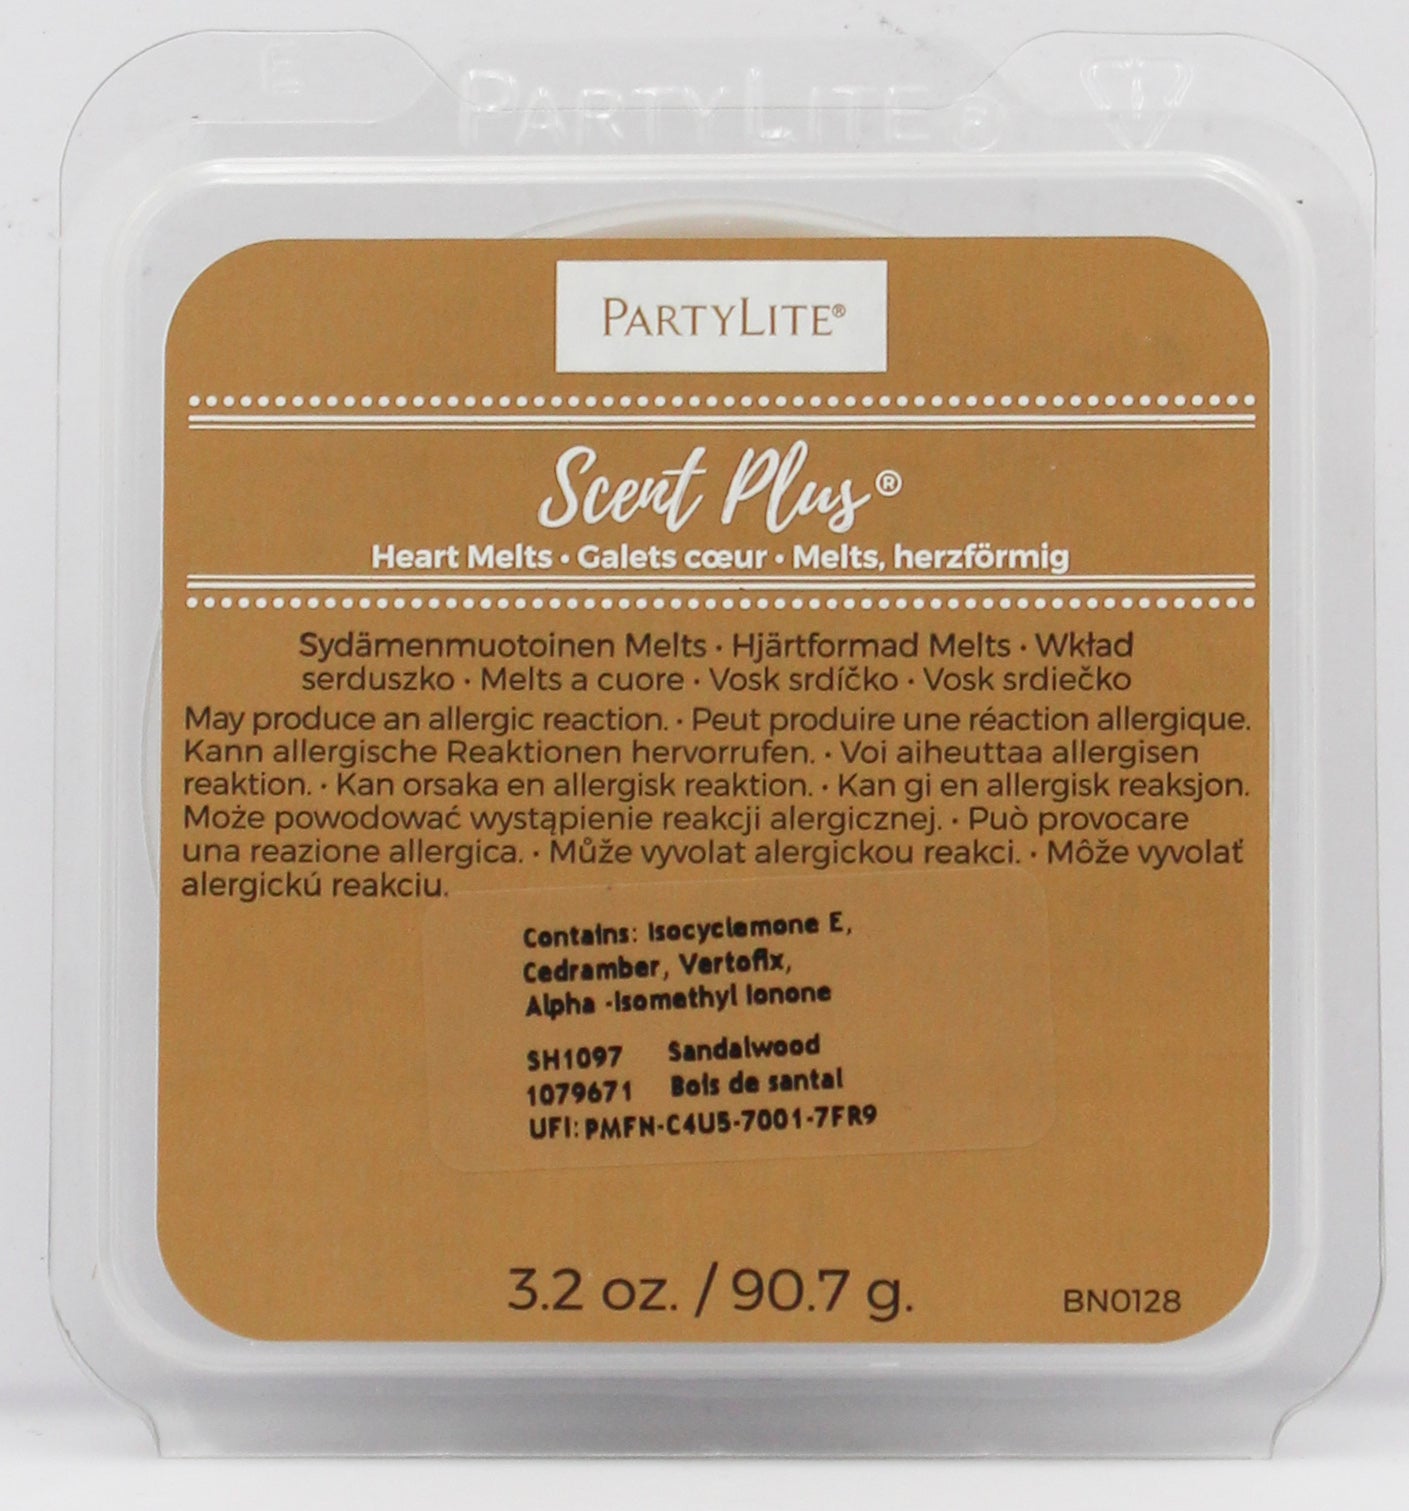 E
PARTYLITE®
PARTYLITE®
Scent Plus®
Heart Melts · Galets cœur · Melts, herzförmig
Sydämenmuotoinen Melts · Hjärtformad Melts · Wkład
serduszko · Melts a cuore · Vosk srdíčko · Vosk srdiečko
May produce an allergic reaction. · Peut produire une réaction allergique.
Kann allergische Reaktionen hervorrufen. · Voi aiheuttaa allergisen
reaktion. · Kan orsaka en allergisk reaktion. · Kan gi en allergisk reaksjon.
Może powodować wystąpienie reakcji alergicznej. · Può provocare
una reazione allergica. · Může vyvolat alergickou reakci. · Môže vyvolať
alergickú reakciu.
Contains: Isocyclemone E,
Cedramber, Vertofix,
Alpha -Isomethyl Ionone
SH1097 Sandalwood
1079671 Bois de santal
UFI: PMFN-C4U5-7001-7FR9
3.2 oz. / 90.7 g.
BN0128